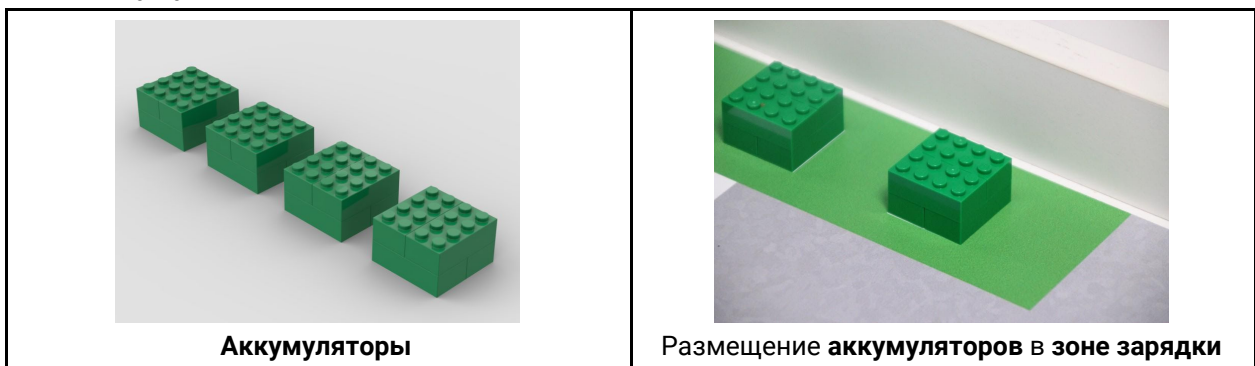 Аккумуляторы
Размещение аккумуляторов в зоне зарядки